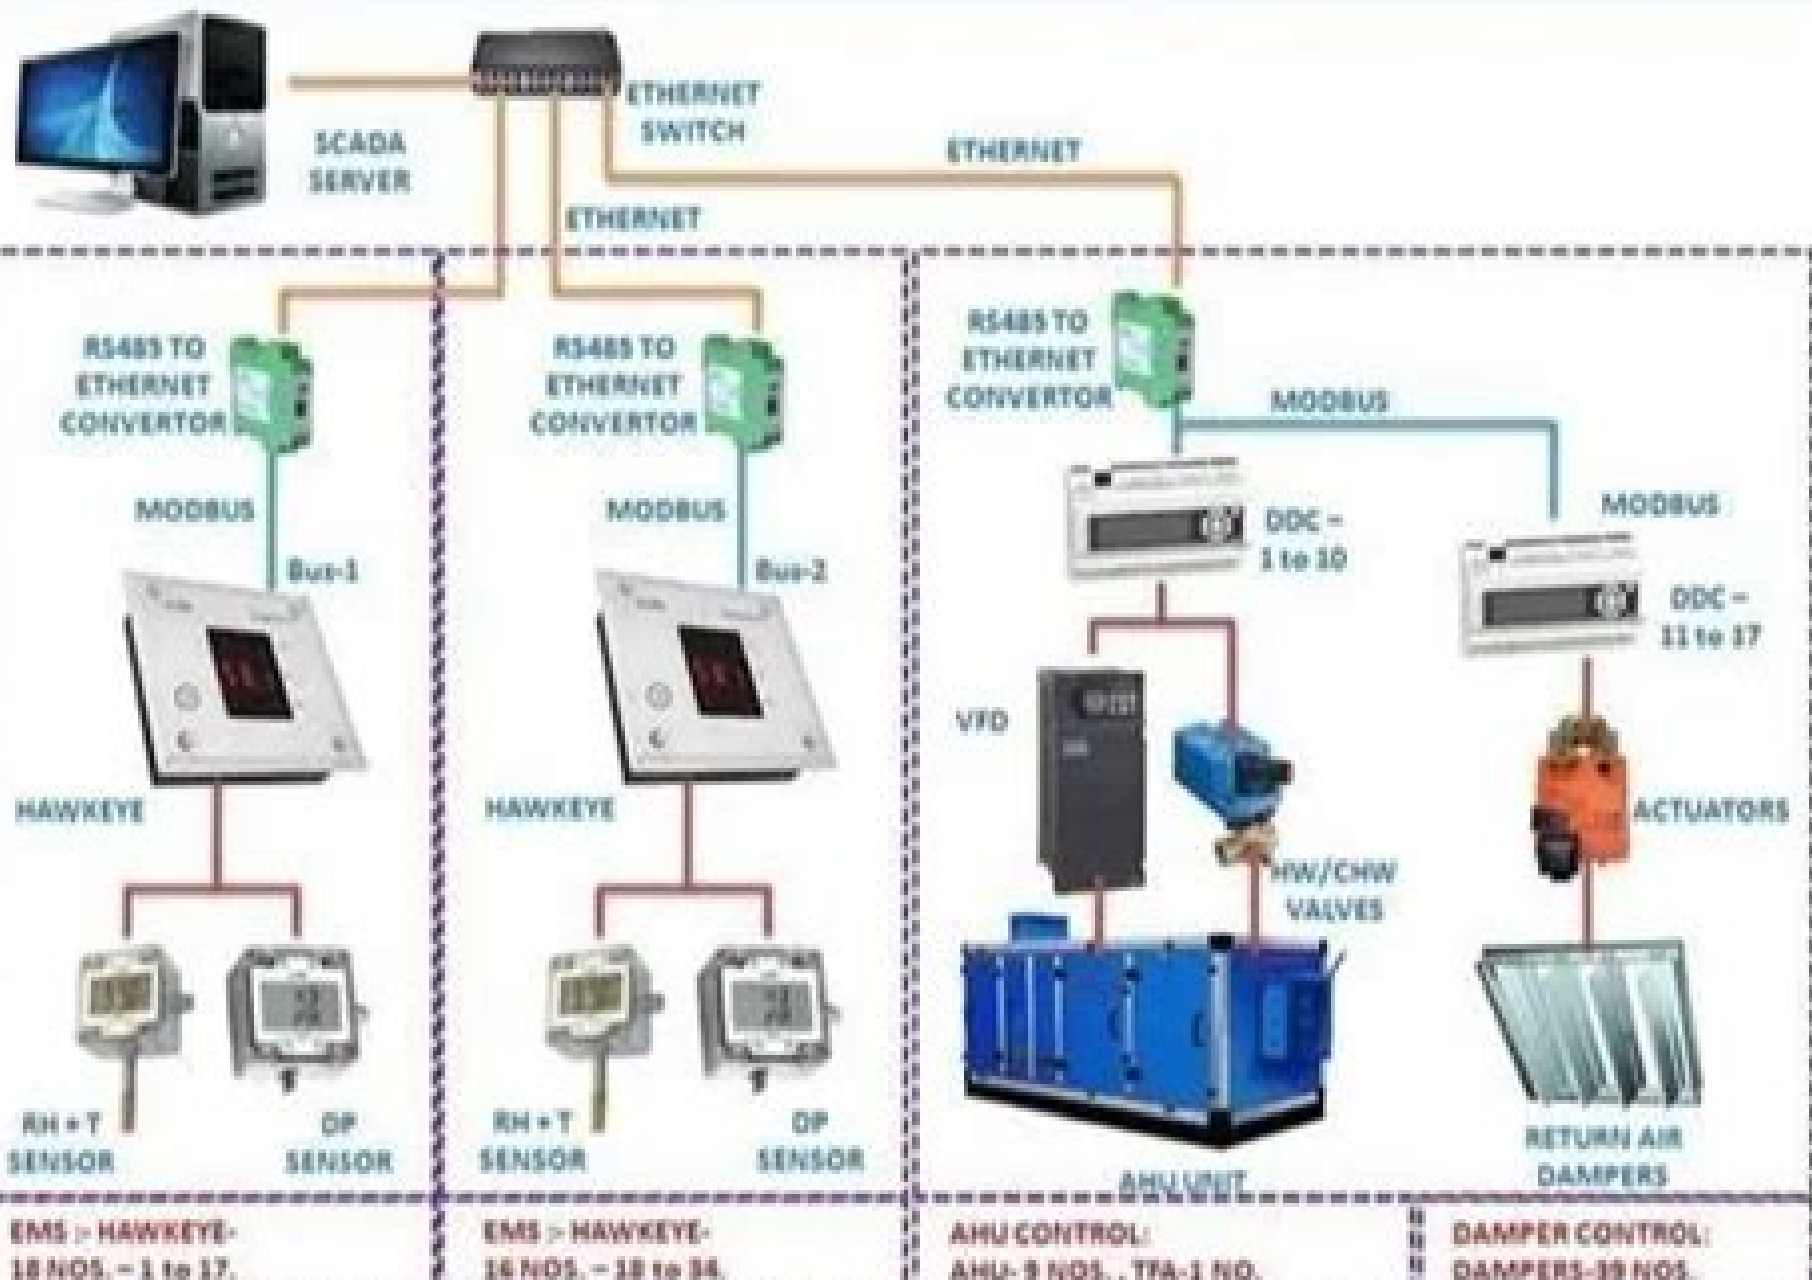 SCADA
SERVER
ETHERNET
SWITCH
ETHERNET
ETHERNET
RS485 TO
ETHERNET
CONVERTOR
MODBUS
Bus-1
HAWKEYE
RH + T
SENSOR
DP
SENSOR
EMS :- HAWKEYE-
18 NOS. – 1 to 17.
RS485 TO
ETHERNET
CONVERTOR
MODBUS
Bus-2
HAWKEYE
RH + T
SENSOR
DP
SENSOR
EMS :- HAWKEYE-
16 NOS. – 18 to 34.
RS485 TO
ETHERNET
CONVERTOR
MODBUS
DDC –
1 to 10
MODBUS
DDC –
11 to 17
VFD
HW/CHW
VALVES
ACTUATORS
AHU UNIT
RETURN AIR
DAMPERS
AHU CONTROL:
AHU- 9 NOS. , TFA-1 NO.
DAMPER CONTROL:
DAMPERS-39 NOS.